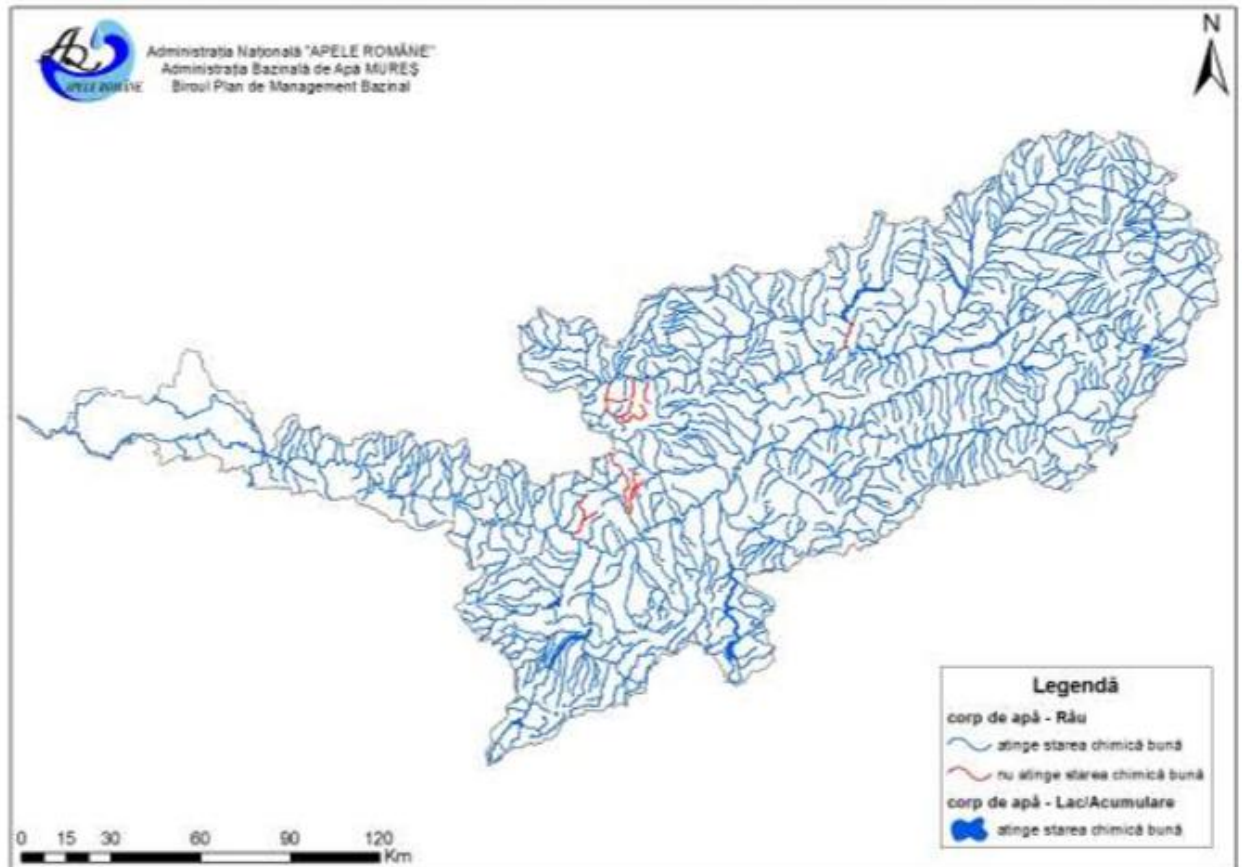 Administrația Națională "APELE ROMÂNE"
Administrația Bazinală de Apă MUREȘ
Biroul Plan de Management Bazinal
APELE ROMÂNE
N
Legendă
corp de apă - Râu
atinge starea chimică bună
nu atinge starea chimică bună
corp de apă - Lac/Acumulare
atinge starea chimică bună
0 15 30 60 90 120
Km